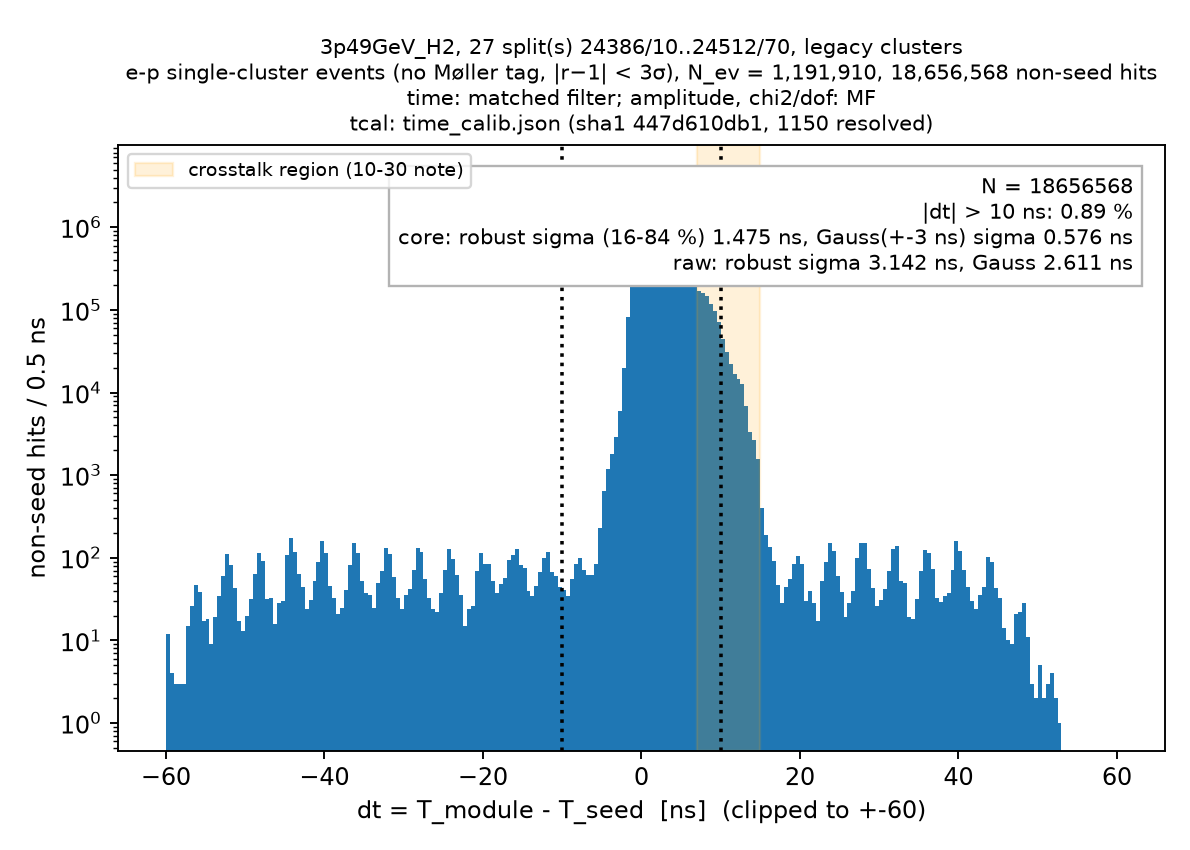 3p49GeV_H2, 27 split(s) 24386/10..24512/70, legacy clusters
e-p single-cluster events (no Møller tag, |r−1| < 3σ), N_ev = 1,191,910, 18,656,568 non-seed hits
time: matched filter; amplitude, chi2/dof: MF
tcal: time_calib.json (sha1 447d610db1, 1150 resolved)
crosstalk region (10-30 note)
N = 18656568
|dt| > 10 ns: 0.89 %
core: robust sigma (16-84 %) 1.475 ns, Gauss(+-3 ns) sigma 0.576 ns
raw: robust sigma 3.142 ns, Gauss 2.611 ns
non-seed hits / 0.5 ns
10⁶
10⁵
10⁴
10³
10²
10¹
10⁰
−60 −40 −20 0 20 40 60
dt = T_module - T_seed [ns] (clipped to +-60)